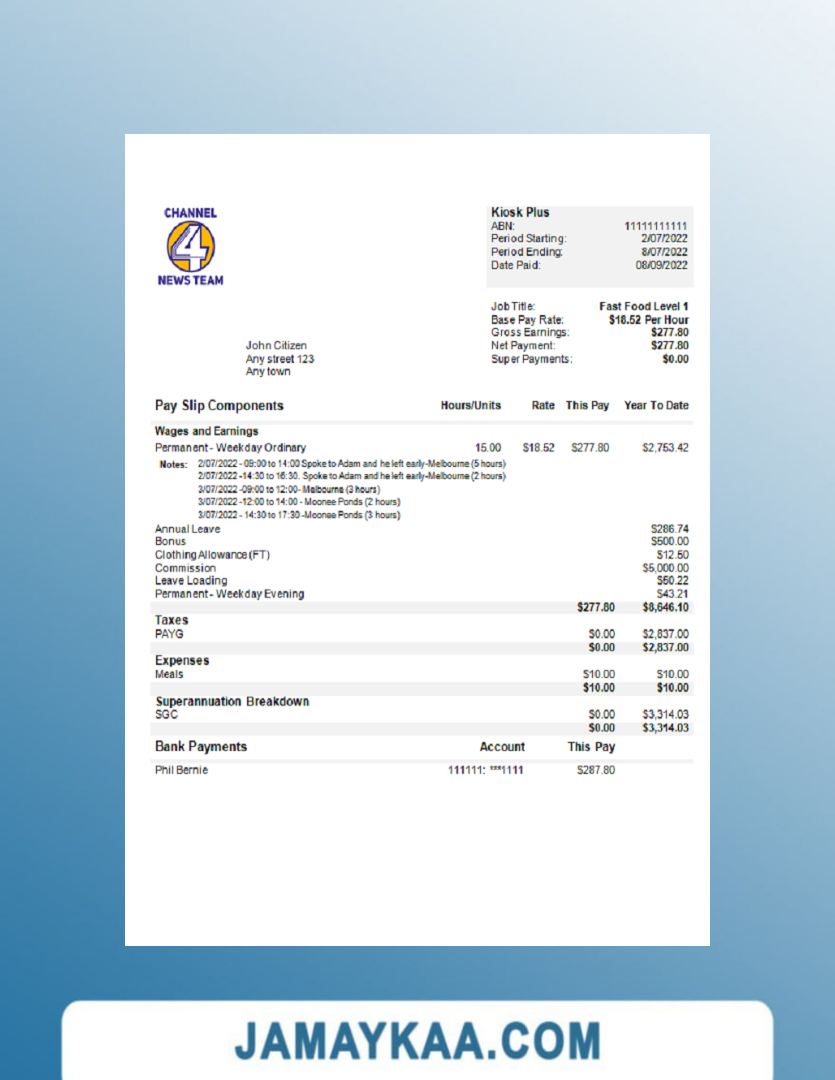 CHANNEL
4
NEWS TEAM
Kiosk Plus
ABN: 11111111111
Period Starting: 2/07/2022
Period Ending: 8/07/2022
Date Paid: 08/09/2022
Job Title: Fast Food Level 1
Base Pay Rate: $18.52 Per Hour
Gross Earnings: $277.80
Net Payment: $277.80
Super Payments: $0.00
John Citizen
Any street 123
Any town
Pay Slip Components Hours/Units Rate This Pay Year To Date
Wages and Earnings
Permanent - Weekday Ordinary 15.00 $18.52 $277.80 $2,753.42
Notes: 2/07/2022 - 09:00 to 14:00 Spoke to Adam and he left early-Melbourne (5 hours)
2/07/2022 -14:30 to 16:30. Spoke to Adam and he left early-Melbourne (2 hours)
3/07/2022 -09:00 to 12:00- Melbourne (3 hours)
3/07/2022 -12:00 to 14:00 - Moonee Ponds (2 hours)
3/07/2022 - 14:30 to 17:30 -Moonee Ponds (3 hours)
Annual Leave $286.74
Bonus $500.00
Clothing Allowance (FT) $12.50
Commission $5,000.00
Leave Loading $50.22
Permanent - Weekday Evening $43.21
$277.80 $8,646.10
Taxes
PAYG $0.00 $2,837.00
$0.00 $2,837.00
Expenses
Meals $10.00 $10.00
$10.00 $10.00
Superannuation Breakdown
SGC $0.00 $3,314.03
$0.00 $3,314.03
Bank Payments Account This Pay
Phil Bernie 111111: ***1111 $287.80
JAMAYKAA.COM